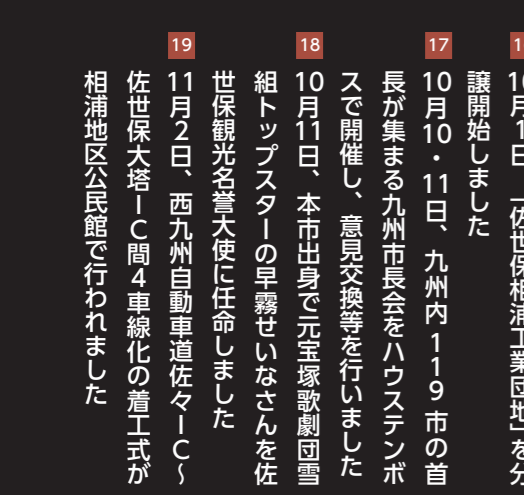 10月1日、「佐世保相浦工業団地」を分
譲開始しました
17
10月10・11日、九州内119市の首
長が集まる九州市長会をハウステンボ
スで開催し、意見交換等を行いました
18
10月11日、本市出身で元宝塚歌劇団雪
組トップスターの早霧せいなさんを佐
世保観光名誉大使に任命しました
19
11月2日、西九州自動車道佐々IC〜
佐世保大塔IC間4車線化の着工式が
相浦地区公民館で行われました